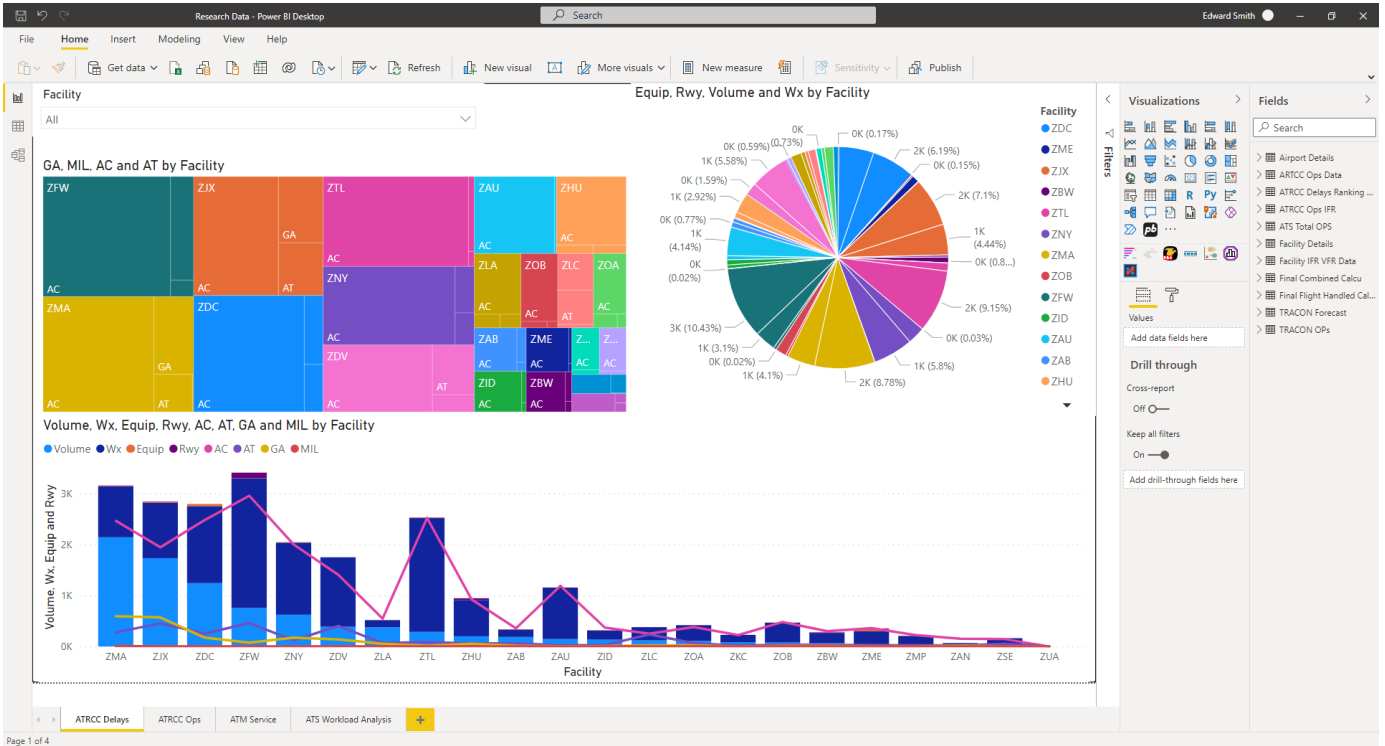 Research Data - Power BI Desktop
Search
Edward Smith
File Home Insert Modeling View Help
Get data
Refresh
New visual
More visuals
New measure
Sensitivity
Publish
Facility
All
GA, MIL, AC and AT by Facility
ZFW
AC
ZMA
GA
AC
AT
ZJX
GA
AC
AT
ZDC
AC
ZTL
AC
ZNY
AC
ZDV
AT
AC
ZAU
AC
ZHU
AC
ZLA
AC
ZOB
AC
ZLC
AT
ZOA
AC
ZAB
AC
ZME
AC
Z...
AC
Z...
AC
ZID
AC
ZBW
AC
Equip, Rwy, Volume and Wx by Facility
0K (0.17%)
2K (6.19%)
0K (0.15%)
2K (7.1%)
1K
(4.44%)
0K (0.8...)
2K (9.15%)
0K (0.03%)
1K (5.8%)
2K (8.78%)
1K (4.1%)
0K (0.02%)
1K (3.1%)
3K (10.43%)
0K
(0.02%)
1K
(4.14%)
0K (0.77%)
1K (2.92%)
0K (1.59%)
1K (5.58%)
0K (0.59%)
0K
(0.73%)
Facility
ZDC
ZME
ZJX
ZBW
ZTL
ZNY
ZMA
ZOB
ZFW
ZID
ZAU
ZAB
ZHU
Volume, Wx, Equip, Rwy, AC, AT, GA and MIL by Facility
Volume Wx Equip Rwy AC AT GA MIL
Volume, Wx, Equip and Rwy
3K
2K
1K
0K
ZMA ZJX ZDC ZFW ZNY ZDV ZLA ZTL ZHU ZAB ZAU ZID ZLC ZOA ZKC ZOB ZBW ZME ZMP ZAN ZSE ZUA
Facility
Filters
Visualizations
R Py
pb ...
Values
Add data fields here
Drill through
Cross-report
Off
Keep all filters
On
Add drill-through fields here
Fields
Search
Airport Details
ARTCC Ops Data
ATRCC Delays Ranking ...
ATRCC Ops IFR
ATS Total OPS
Facility Details
Facility IFR VFR Data
Final Combined Calcu
Final Flight Handled Cal...
TRACON Forecast
TRACON OPs
ATRCC Delays
ATRCC Ops
ATM Service
ATS Workload Analysis
+
Page 1 of 4